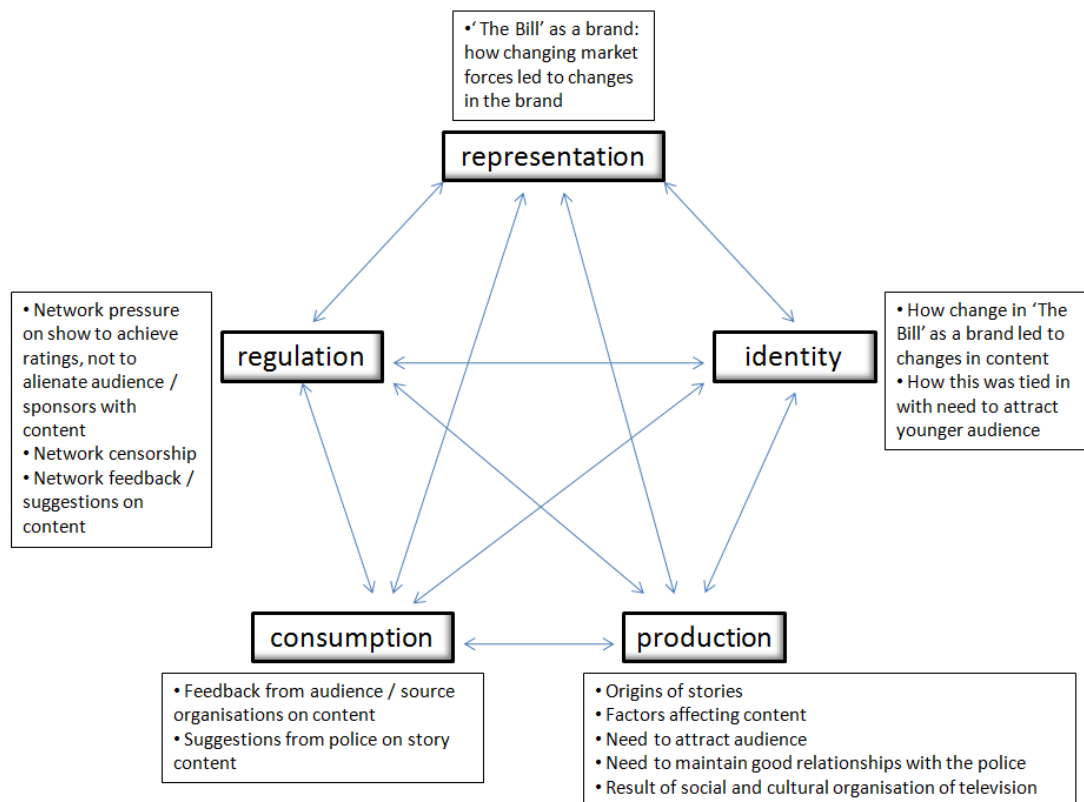 •‘ The Bill’ as a brand:
how changing market
forces led to changes
in the brand
representation
• Network pressure
on show to achieve
ratings, not to
alienate audience /
sponsors with
content
• Network censorship
• Network feedback /
suggestions on
content
regulation
identity
• How change in ‘The
Bill’ as a brand led to
changes in content
• How this was tied in
with need to attract
younger audience
consumption
production
• Feedback from audience / source
organisations on content
• Suggestions from police on story
content
• Origins of stories
• Factors affecting content
• Need to attract audience
• Need to maintain good relationships with the police
• Result of social and cultural organisation of television